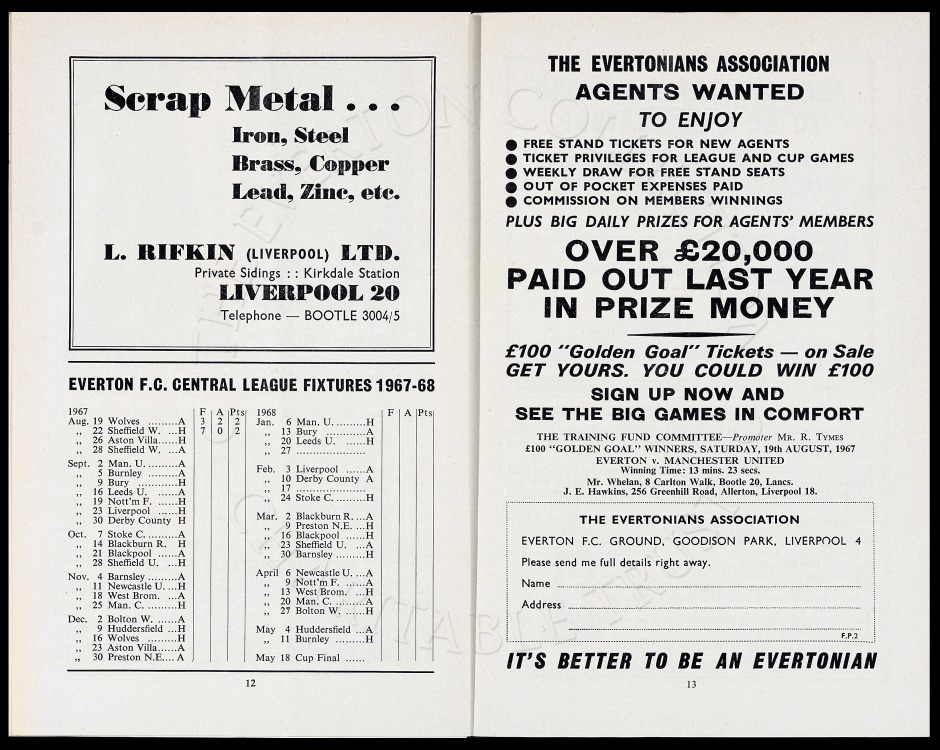 Scrap Metal . . .
Iron, Steel
Brass, Copper
Lead, Zinc, etc.
L. RIFKIN (LIVERPOOL) LTD.
Private Sidings : : Kirkdale Station
LIVERPOOL 20
Telephone — BOOTLE 3004/5
EVERTON F.C. CENTRAL LEAGUE FIXTURES 1967-68
1967 F A Pts
Aug. 19 Wolves .........A 3 2 2
,, 22 Sheffield W. ...H 7 0 2
,, 26 Aston Villa......H
,, 28 Sheffield W. ...A
Sept. 2 Man. U. .........A
,, 5 Burnley .........A
,, 9 Bury ............H
,, 16 Leeds U. .......A
,, 19 Nott'm F. ......H
,, 23 Liverpool ......H
,, 30 Derby County H
Oct. 7 Stoke C. .........A
,, 14 Blackburn R. H
,, 21 Blackpool ......A
,, 28 Sheffield U. ...H
Nov. 4 Barnsley .........A
,, 11 Newcastle U. ...H
,, 18 West Brom. ...A
,, 25 Man. C. .........H
Dec. 2 Bolton W. ......A
,, 9 Huddersfield ...H
,, 16 Wolves .........H
,, 23 Aston Villa......A
,, 30 Preston N.E.... A
1968 F A Pts
Jan. 6 Man. U. .........H
,, 13 Bury ............A
,, 20 Leeds U. ......H
,, 27 .....................
Feb. 3 Liverpool ......A
,, 10 Derby County A
,, 17 .....................
,, 24 Stoke C. .........H
Mar. 2 Blackburn R. ...A
,, 9 Preston N.E. ...H
,, 16 Blackpool ......H
,, 23 Sheffield U. ...A
,, 30 Barnsley .........H
April 6 Newcastle U. ...A
,, 9 Nott'm F. ......A
,, 13 West Brom. ...H
,, 20 Man. C. .........A
,, 27 Bolton W. ......H
May 4 Huddersfield ...A
,, 11 Burnley .........H
May 18 Cup Final ......
12
THE EVERTONIANS ASSOCIATION
AGENTS WANTED
TO ENJOY
● FREE STAND TICKETS FOR NEW AGENTS
● TICKET PRIVILEGES FOR LEAGUE AND CUP GAMES
● WEEKLY DRAW FOR FREE STAND SEATS
● OUT OF POCKET EXPENSES PAID
● COMMISSION ON MEMBERS WINNINGS
PLUS BIG DAILY PRIZES FOR AGENTS' MEMBERS
OVER £20,000
PAID OUT LAST YEAR
IN PRIZE MONEY
£100 "Golden Goal" Tickets — on Sale
GET YOURS. YOU COULD WIN £100
SIGN UP NOW AND
SEE THE BIG GAMES IN COMFORT
THE TRAINING FUND COMMITTEE—Promoter MR. R. TYMES
£100 "GOLDEN GOAL" WINNERS, SATURDAY, 19th AUGUST, 1967
EVERTON v. MANCHESTER UNITED
Winning Time: 13 mins. 23 secs.
Mr. Whelan, 8 Carlton Walk, Bootle 20, Lancs.
J. E. Hawkins, 256 Greenhill Road, Allerton, Liverpool 18.
THE EVERTONIANS ASSOCIATION
EVERTON F.C. GROUND, GOODISON PARK, LIVERPOOL 4
Please send me full details right away.
Name
Address
F.P.2
IT'S BETTER TO BE AN EVERTONIAN
13